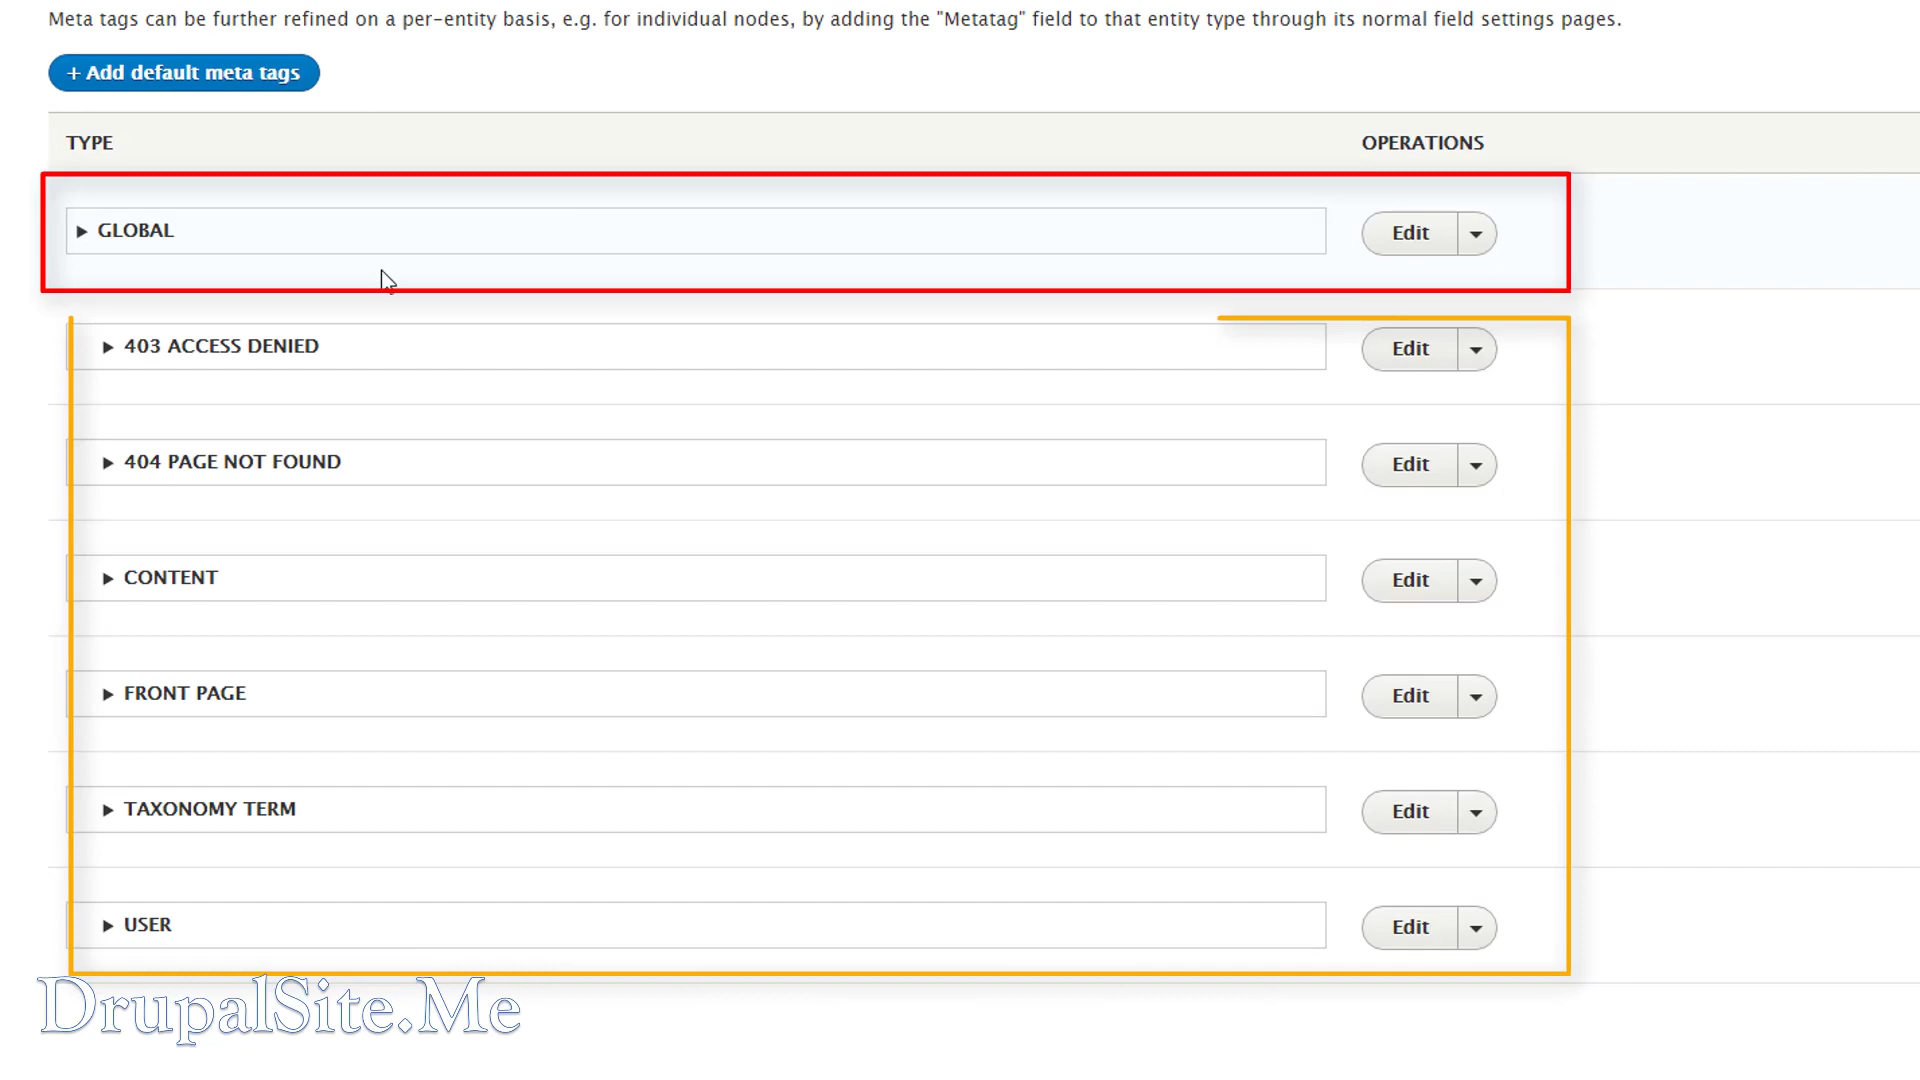 Meta tags can be further refined on a per-entity basis, e.g. for individual nodes, by adding the "Metatag" field to that entity type through its normal field settings pages.
+ Add default meta tags
TYPE OPERATIONS
GLOBAL Edit
403 ACCESS DENIED Edit
404 PAGE NOT FOUND Edit
CONTENT Edit
FRONT PAGE Edit
TAXONOMY TERM Edit
USER Edit
DrupalSite.Me